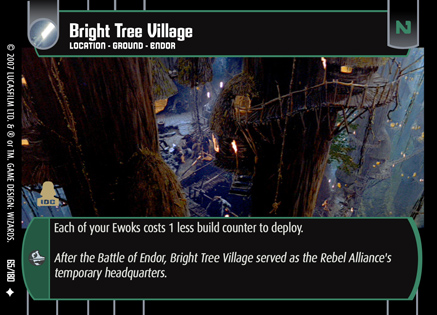 Bright Tree Village
LOCATION - GROUND - ENDOR
N
© 2007 LUCASFILM LTD. & ® or TM. GAME DESIGN: WIZARDS.
65/180
IDC
Each of your Ewoks costs 1 less build counter to deploy.
After the Battle of Endor, Bright Tree Village served as the Rebel Alliance's
temporary headquarters.